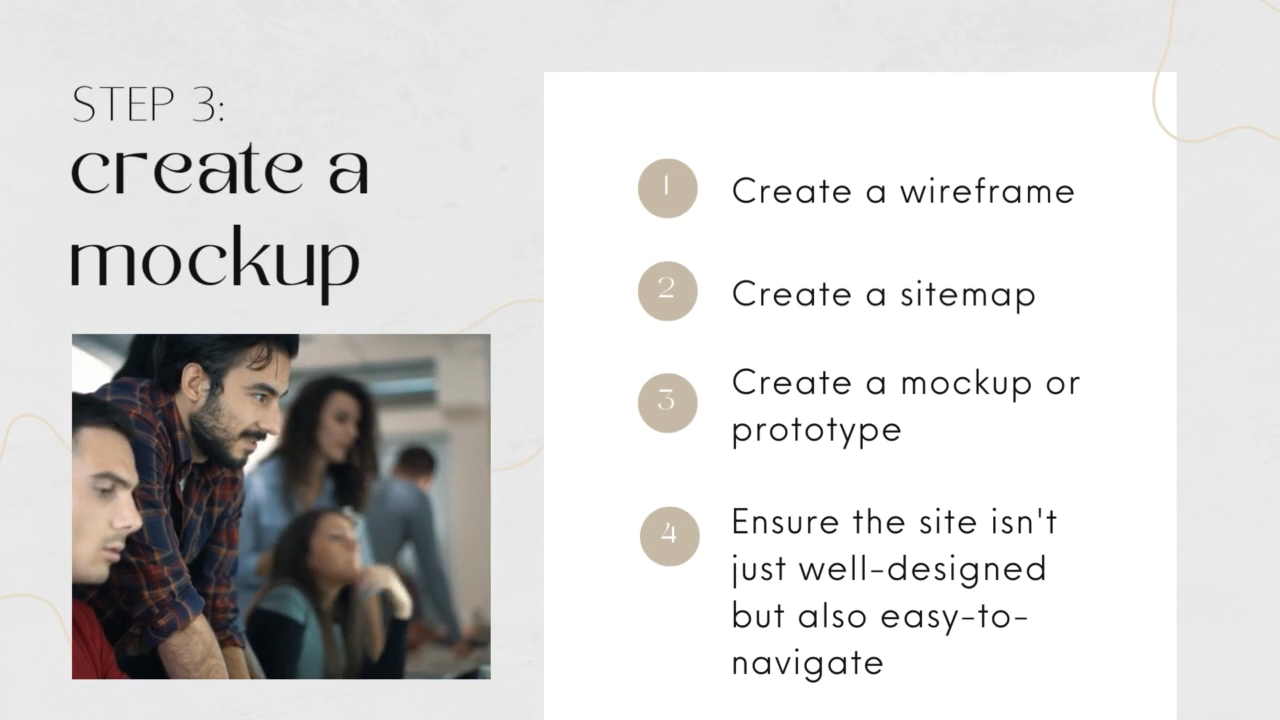 STEP 3:
create a
mockup
1
Create a wireframe
2
Create a sitemap
3
Create a mockup or
prototype
4
Ensure the site isn't
just well-designed
but also easy-to-
navigate